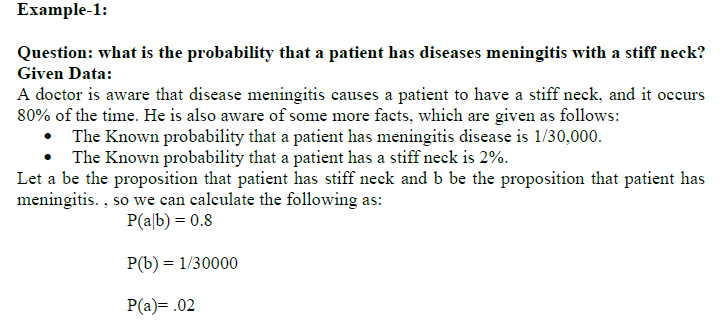 Example-1:
Question: what is the probability that a patient has diseases meningitis with a stiff neck?
Given Data:
A doctor is aware that disease meningitis causes a patient to have a stiff neck, and it occurs
80% of the time. He is also aware of some more facts, which are given as follows:
• The Known probability that a patient has meningitis disease is 1/30,000.
• The Known probability that a patient has a stiff neck is 2%.
Let a be the proposition that patient has stiff neck and b be the proposition that patient has
meningitis. , so we can calculate the following as:
P(a|b) = 0.8
P(b) = 1/30000
P(a)= .02